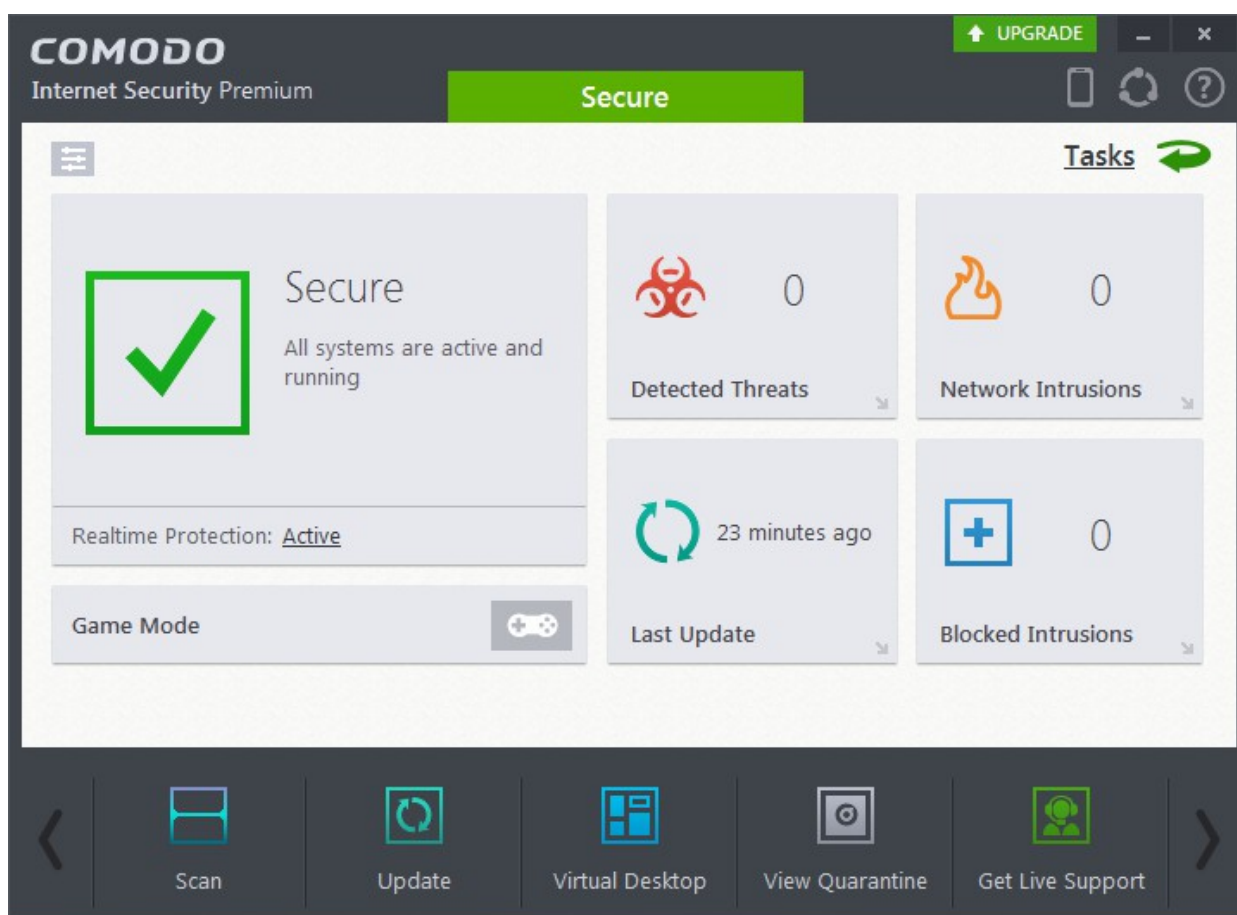 COMODO
Internet Security Premium
UPGRADE
Secure
Tasks
Secure
All systems are active and
running
Realtime Protection: Active
Game Mode
0
Detected Threats
0
Network Intrusions
23 minutes ago
Last Update
0
Blocked Intrusions
Scan
Update
Virtual Desktop
View Quarantine
Get Live Support